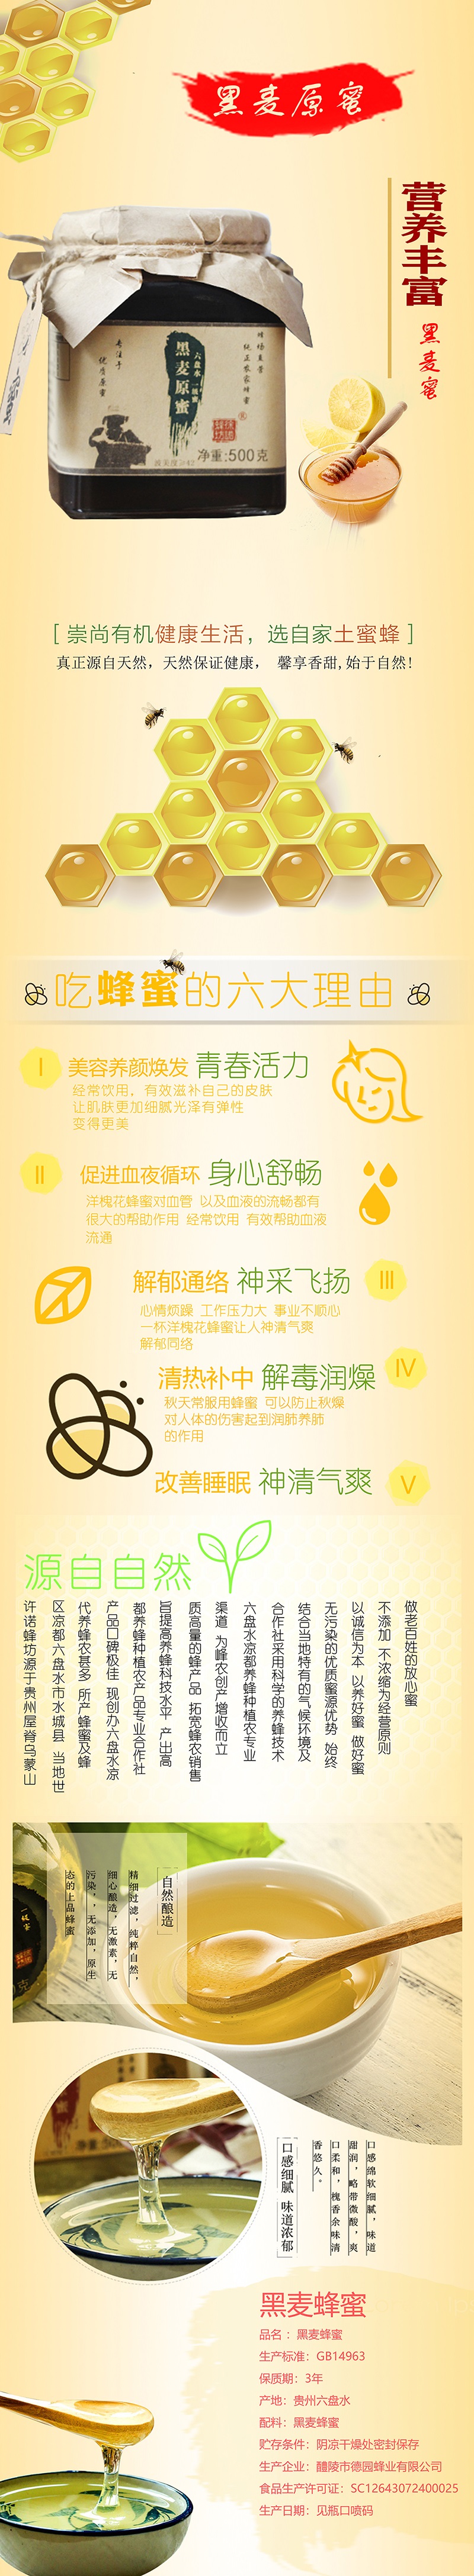 黑麦原蜜
营养丰富
黑麦蜜
黑麦原蜜
六盘水
专注于
优质原蜜
净重:500克
[ 崇尚有机健康生活，选自家土蜜蜂 ]
真正源自天然，天然保证健康， 馨享香甜,始于自然!
吃蜂蜜的六大理由
I 美容养颜焕发 青春活力
经常饮用，有效滋补自己的皮肤
让肌肤更加细腻光泽有弹性
变得更美
II 促进血夜循环 身心舒畅
洋槐花蜂蜜对血管 以及血液的流畅都有
很大的帮助作用 经常饮用 有效帮助血液
流通
解郁通络 神采飞扬 III
心情烦躁 工作压力大 事业不顺心
一杯洋槐花蜂蜜让人神清气爽
解郁同络
清热补中 解毒润燥 IV
秋天常服用蜂蜜 可以防止秋燥
对人体的伤害起到润肺养肺
的作用
改善睡眠 神清气爽 V
源自自然
许诺蜂坊源于贵州屋脊乌蒙山
区凉都六盘水市水城县 当地世
代养蜂农甚多 所产蜂蜜及蜂
产品口碑极佳 现创办六盘水凉
都养蜂种植农产品专业合作社
旨提高养蜂科技水平 产出高
质高量的蜂产品 拓宽蜂农销售
渠道 为峰农创产增收而立
六盘水凉都养蜂种植农专业
合作社采用科学的养蜂技术
结合当地特有的气候环境及
无污染的优质蜜源优势 始终
以诚信为本 以养好蜜 做好蜜
不添加 不浓缩为经营原则
做老百姓的放心蜜
自然酿造
精细过滤，纯粹自然，
细心酿造，无激素，无
污染，，无添加，原生
态的上品蜂蜜
口感细腻 味道浓郁
口感绵软细腻，味道
甜润，略带微酸，爽
口柔和，槐香余味清
香悠久。
黑麦蜂蜜
品名 ：黑麦蜂蜜
生产标准：GB14963
保质期：3年
产地：贵州六盘水
配料：黑麦蜂蜜
贮存条件：阴凉干燥处密封保存
生产企业：醴陵市德园蜂业有限公司
食品生产许可证：SC12643072400025
生产日期：见瓶口喷码